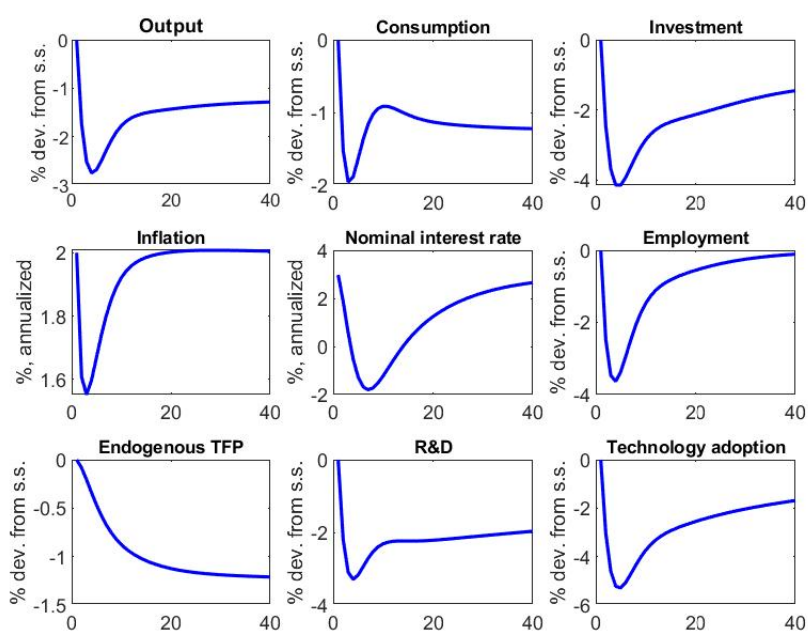 Output
% dev. from s.s.
0
-1
-2
-3
0 20 40
Consumption
% dev. from s.s.
0
-1
-2
0 20 40
Investment
% dev. from s.s.
0
-2
-4
0 20 40
Inflation
%, annualized
2
1.8
1.6
0 20 40
Nominal interest rate
%, annualized
4
2
0
-2
0 20 40
Employment
% dev. from s.s.
0
-2
-4
0 20 40
Endogenous TFP
% dev. from s.s.
0
-0.5
-1
-1.5
0 20 40
R&D
% dev. from s.s.
0
-2
-4
0 20 40
Technology adoption
% dev. from s.s.
0
-2
-4
-6
0 20 40